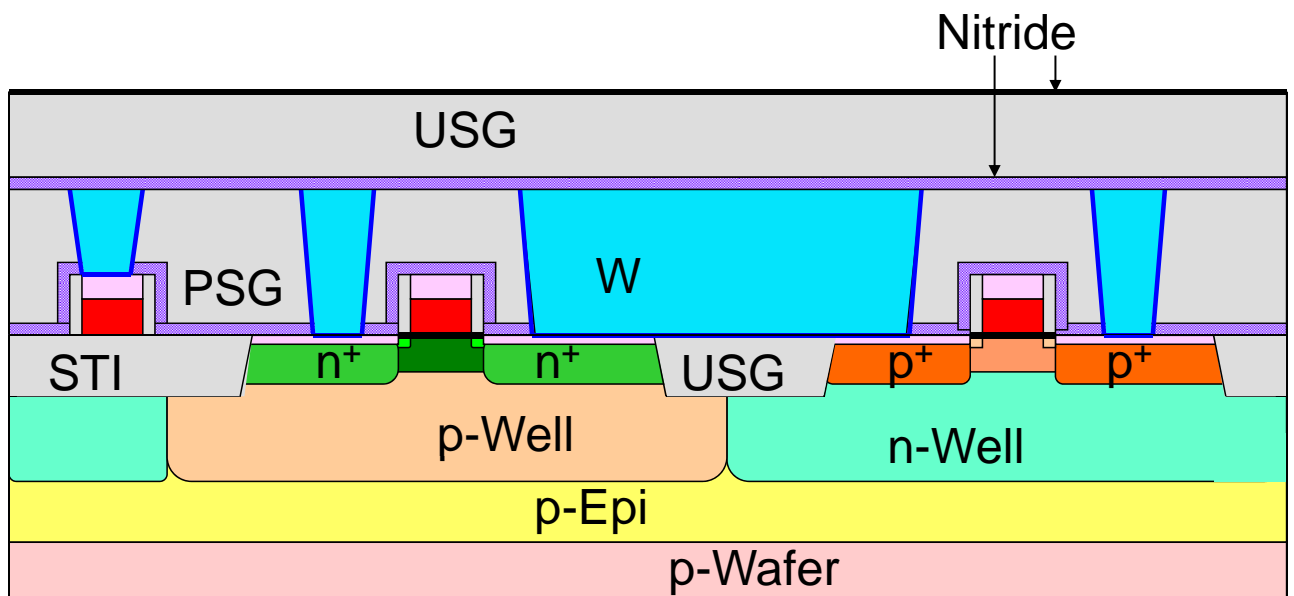 Nitride
USG
W
PSG
STI
n+
n+
USG
p+
p+
p-Well
n-Well
p-Epi
p-Wafer